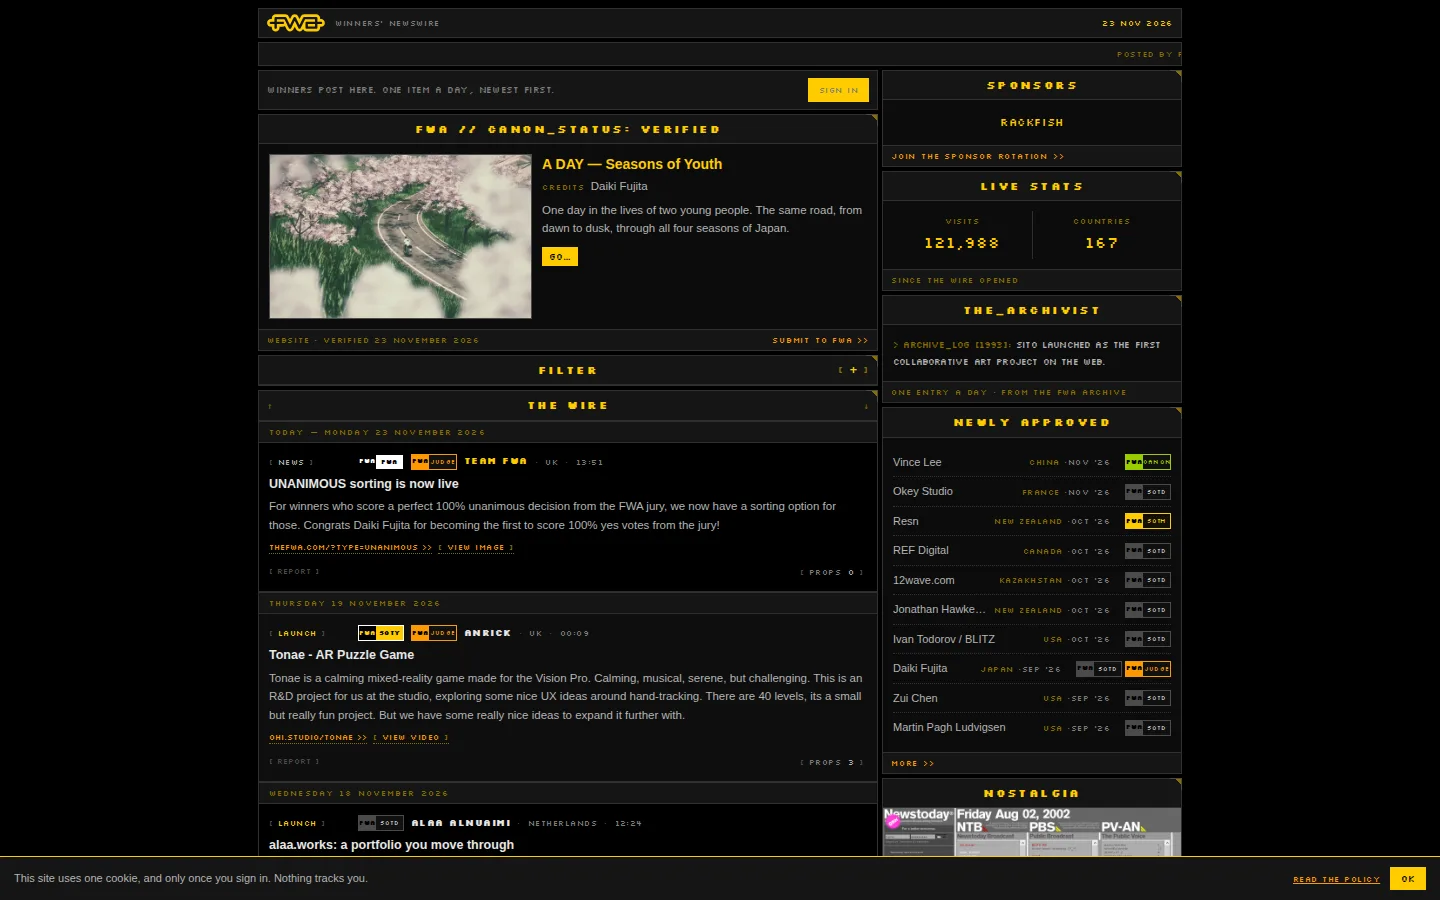 FWA WINNERS' NEWSWIRE
23 NOV 2026
POSTED BY
WINNERS POST HERE. ONE ITEM A DAY, NEWEST FIRST.
SIGN IN
FWA // CANON_STATUS: VERIFIED
A DAY — Seasons of Youth
CREDITS Daiki Fujita
One day in the lives of two young people. The same road, from
dawn to dusk, through all four seasons of Japan.
GO…
WEBSITE · VERIFIED 23 NOVEMBER 2026
SUBMIT TO FWA >>
FILTER
[ + ]
↑ THE WIRE ↓
TODAY — MONDAY 23 NOVEMBER 2026
[ NEWS ] FWA FWA FWA JUDGE TEAM FWA · UK · 13:51
UNANIMOUS sorting is now live
For winners who score a perfect 100% unanimous decision from the FWA jury, we now have a sorting option for
those. Congrats Daiki Fujita for becoming the first to score 100% yes votes from the jury!
THEFWA.COM/?TYPE=UNANIMOUS >> [ VIEW IMAGE ]
[ REPORT ]
[ PROPS 0 ]
THURSDAY 19 NOVEMBER 2026
[ LAUNCH ] FWA SOTY FWA JUDGE ANRICK · UK · 00:09
Tonae - AR Puzzle Game
Tonae is a calming mixed-reality game made for the Vision Pro. Calming, musical, serene, but challenging. This is an
R&D project for us at the studio, exploring some nice UX ideas around hand-tracking. There are 40 levels, its a small
but really fun project. But we have some really nice ideas to expand it further with.
OHI.STUDIO/TONAE >> [ VIEW VIDEO ]
[ REPORT ]
[ PROPS 3 ]
WEDNESDAY 18 NOVEMBER 2026
[ LAUNCH ] FWA SOTD ALAA ALNUAIMI · NETHERLANDS · 12:24
alaa.works: a portfolio you move through
SPONSORS
RACKFISH
JOIN THE SPONSOR ROTATION >>
LIVE STATS
VISITS
121,988
COUNTRIES
167
SINCE THE WIRE OPENED
THE_ARCHIVIST
> ARCHIVE_LOG [1993]: SITO LAUNCHED AS THE FIRST
COLLABORATIVE ART PROJECT ON THE WEB.
ONE ENTRY A DAY · FROM THE FWA ARCHIVE
NEWLY APPROVED
Vince Lee CHINA · NOV '26 FWA CANON
Okey Studio FRANCE · NOV '26 FWA SOTD
Resn NEW ZEALAND · OCT '26 FWA SOTM
REF Digital CANADA · OCT '26 FWA SOTD
12wave.com KAZAKHSTAN · OCT '26 FWA SOTD
Jonathan Hawke… NEW ZEALAND · OCT '26 FWA SOTD
Ivan Todorov / BLITZ USA · OCT '26 FWA SOTD
Daiki Fujita JAPAN · SEP '26 FWA SOTD FWA JUDGE
Zui Chen USA · SEP '26 FWA SOTD
Martin Pagh Ludvigsen USA · SEP '26 FWA SOTD
MORE >>
NOSTALGIA
Newstoday Friday Aug 02, 2002
NTB PBS PV-AN
Newstoday Broadcast Public Broadcast The Public Voice
This site uses one cookie, and only once you sign in. Nothing tracks you.
READ THE POLICY
OK